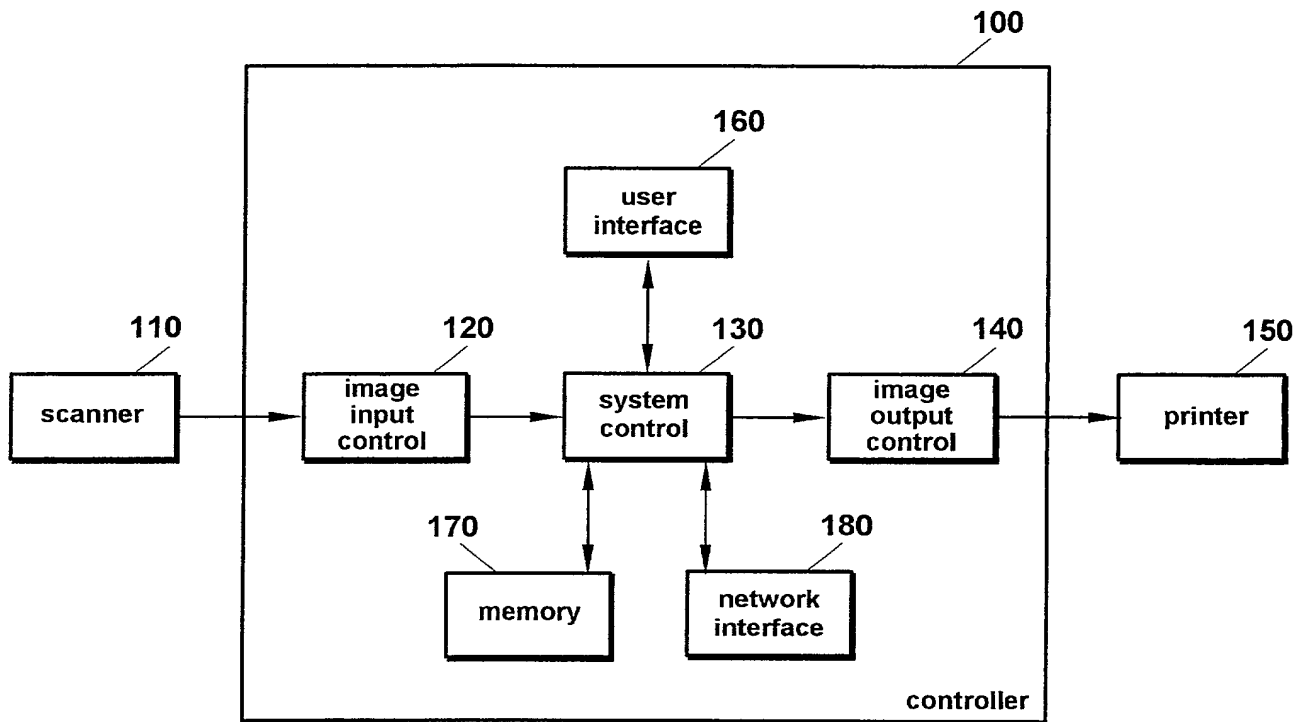 100
160
user
interface
110
120
130
140
150
scanner
image
input
control
system
control
image
output
control
printer
170
180
memory
network
interface
controller